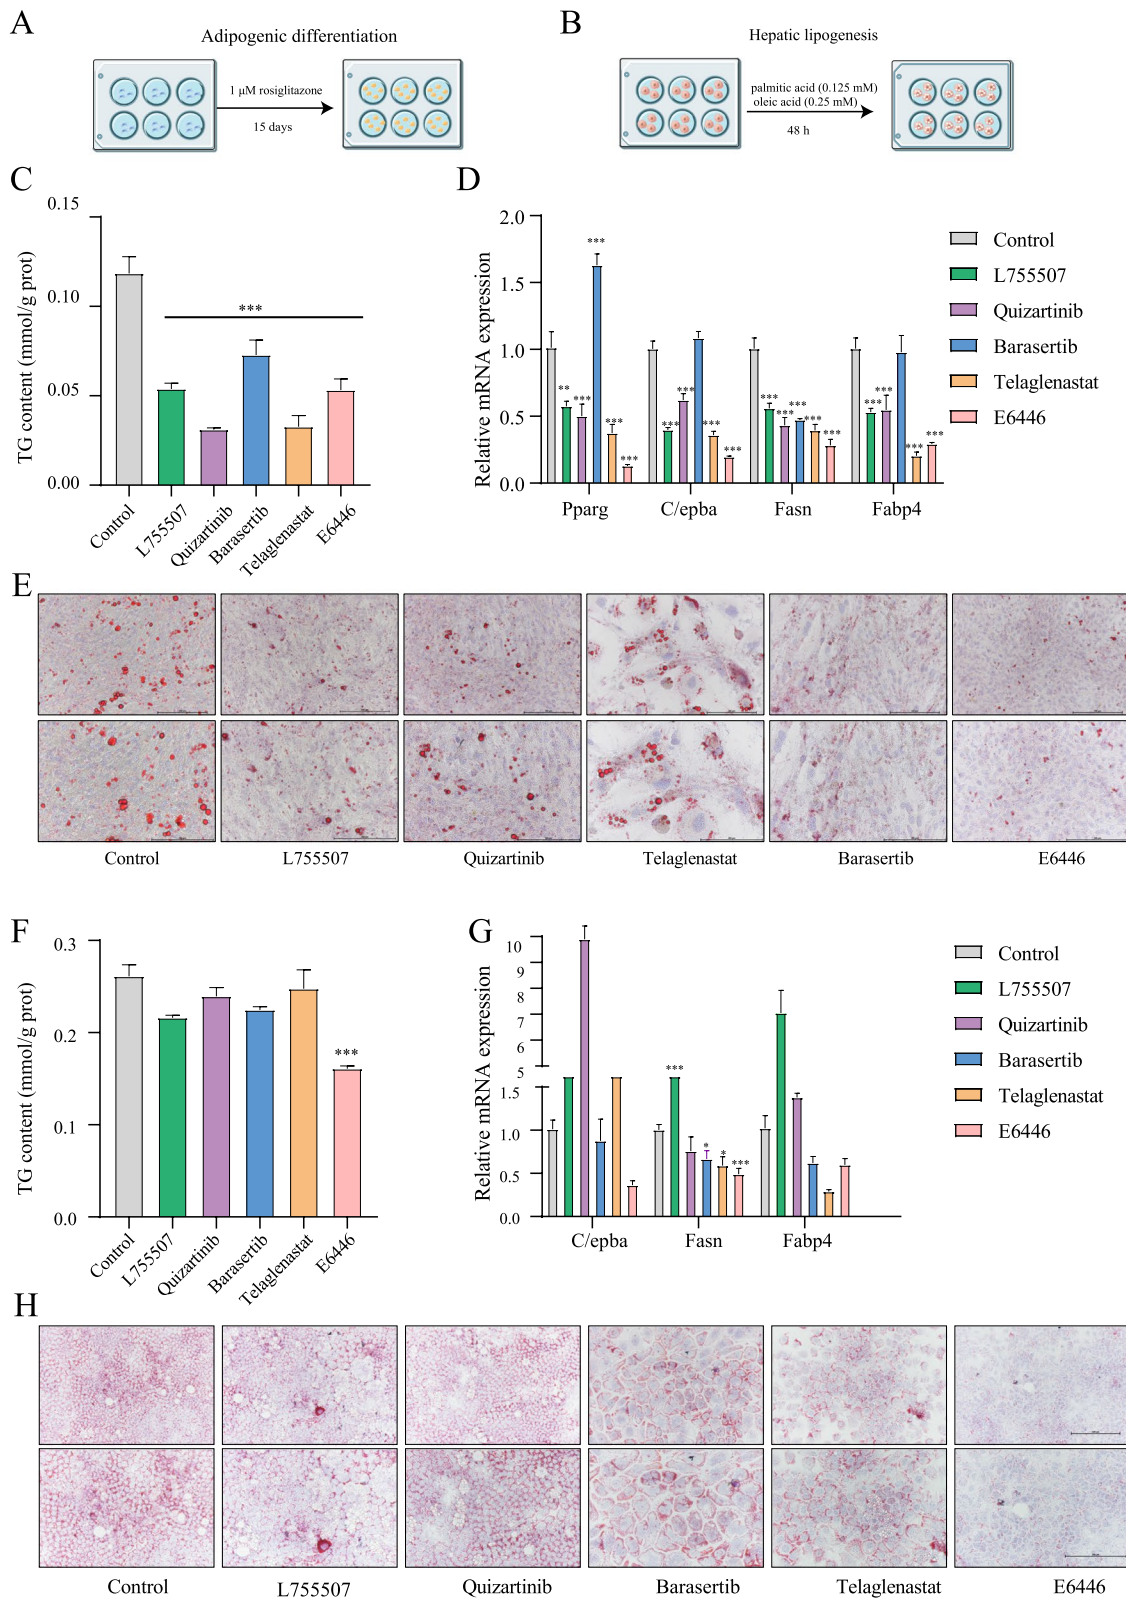 A
Adipogenic differentiation
1 μM rosiglitazone
15 days
B
Hepatic lipogenesis
palmitic acid (0.125 mM)
oleic acid (0.25 mM)
48 h
C
TG content (mmol/g prot)
0.15
0.10
0.05
0.00
***
Control
L755507
Quizartinib
Barasertib
Telaglenastat
E6446
D
Relative mRNA expression
2.0
1.5
1.0
0.5
0.0
** *** *** *** ***
*** *** *** ***
*** *** *** *** ***
*** *** *** ***
Pparg
C/epba
Fasn
Fabp4
Control
L755507
Quizartinib
Barasertib
Telaglenastat
E6446
E
Control
L755507
Quizartinib
Telaglenastat
Barasertib
E6446
F
TG content (mmol/g prot)
0.3
0.2
0.1
0.0
***
Control
L755507
Quizartinib
Barasertib
Telaglenastat
E6446
G
Relative mRNA expression
10
9
8
7
6
5
1.5
1.0
0.5
0.0
*** * * ***
C/epba
Fasn
Fabp4
Control
L755507
Quizartinib
Barasertib
Telaglenastat
E6446
H
Control
L755507
Quizartinib
Barasertib
Telaglenastat
E6446